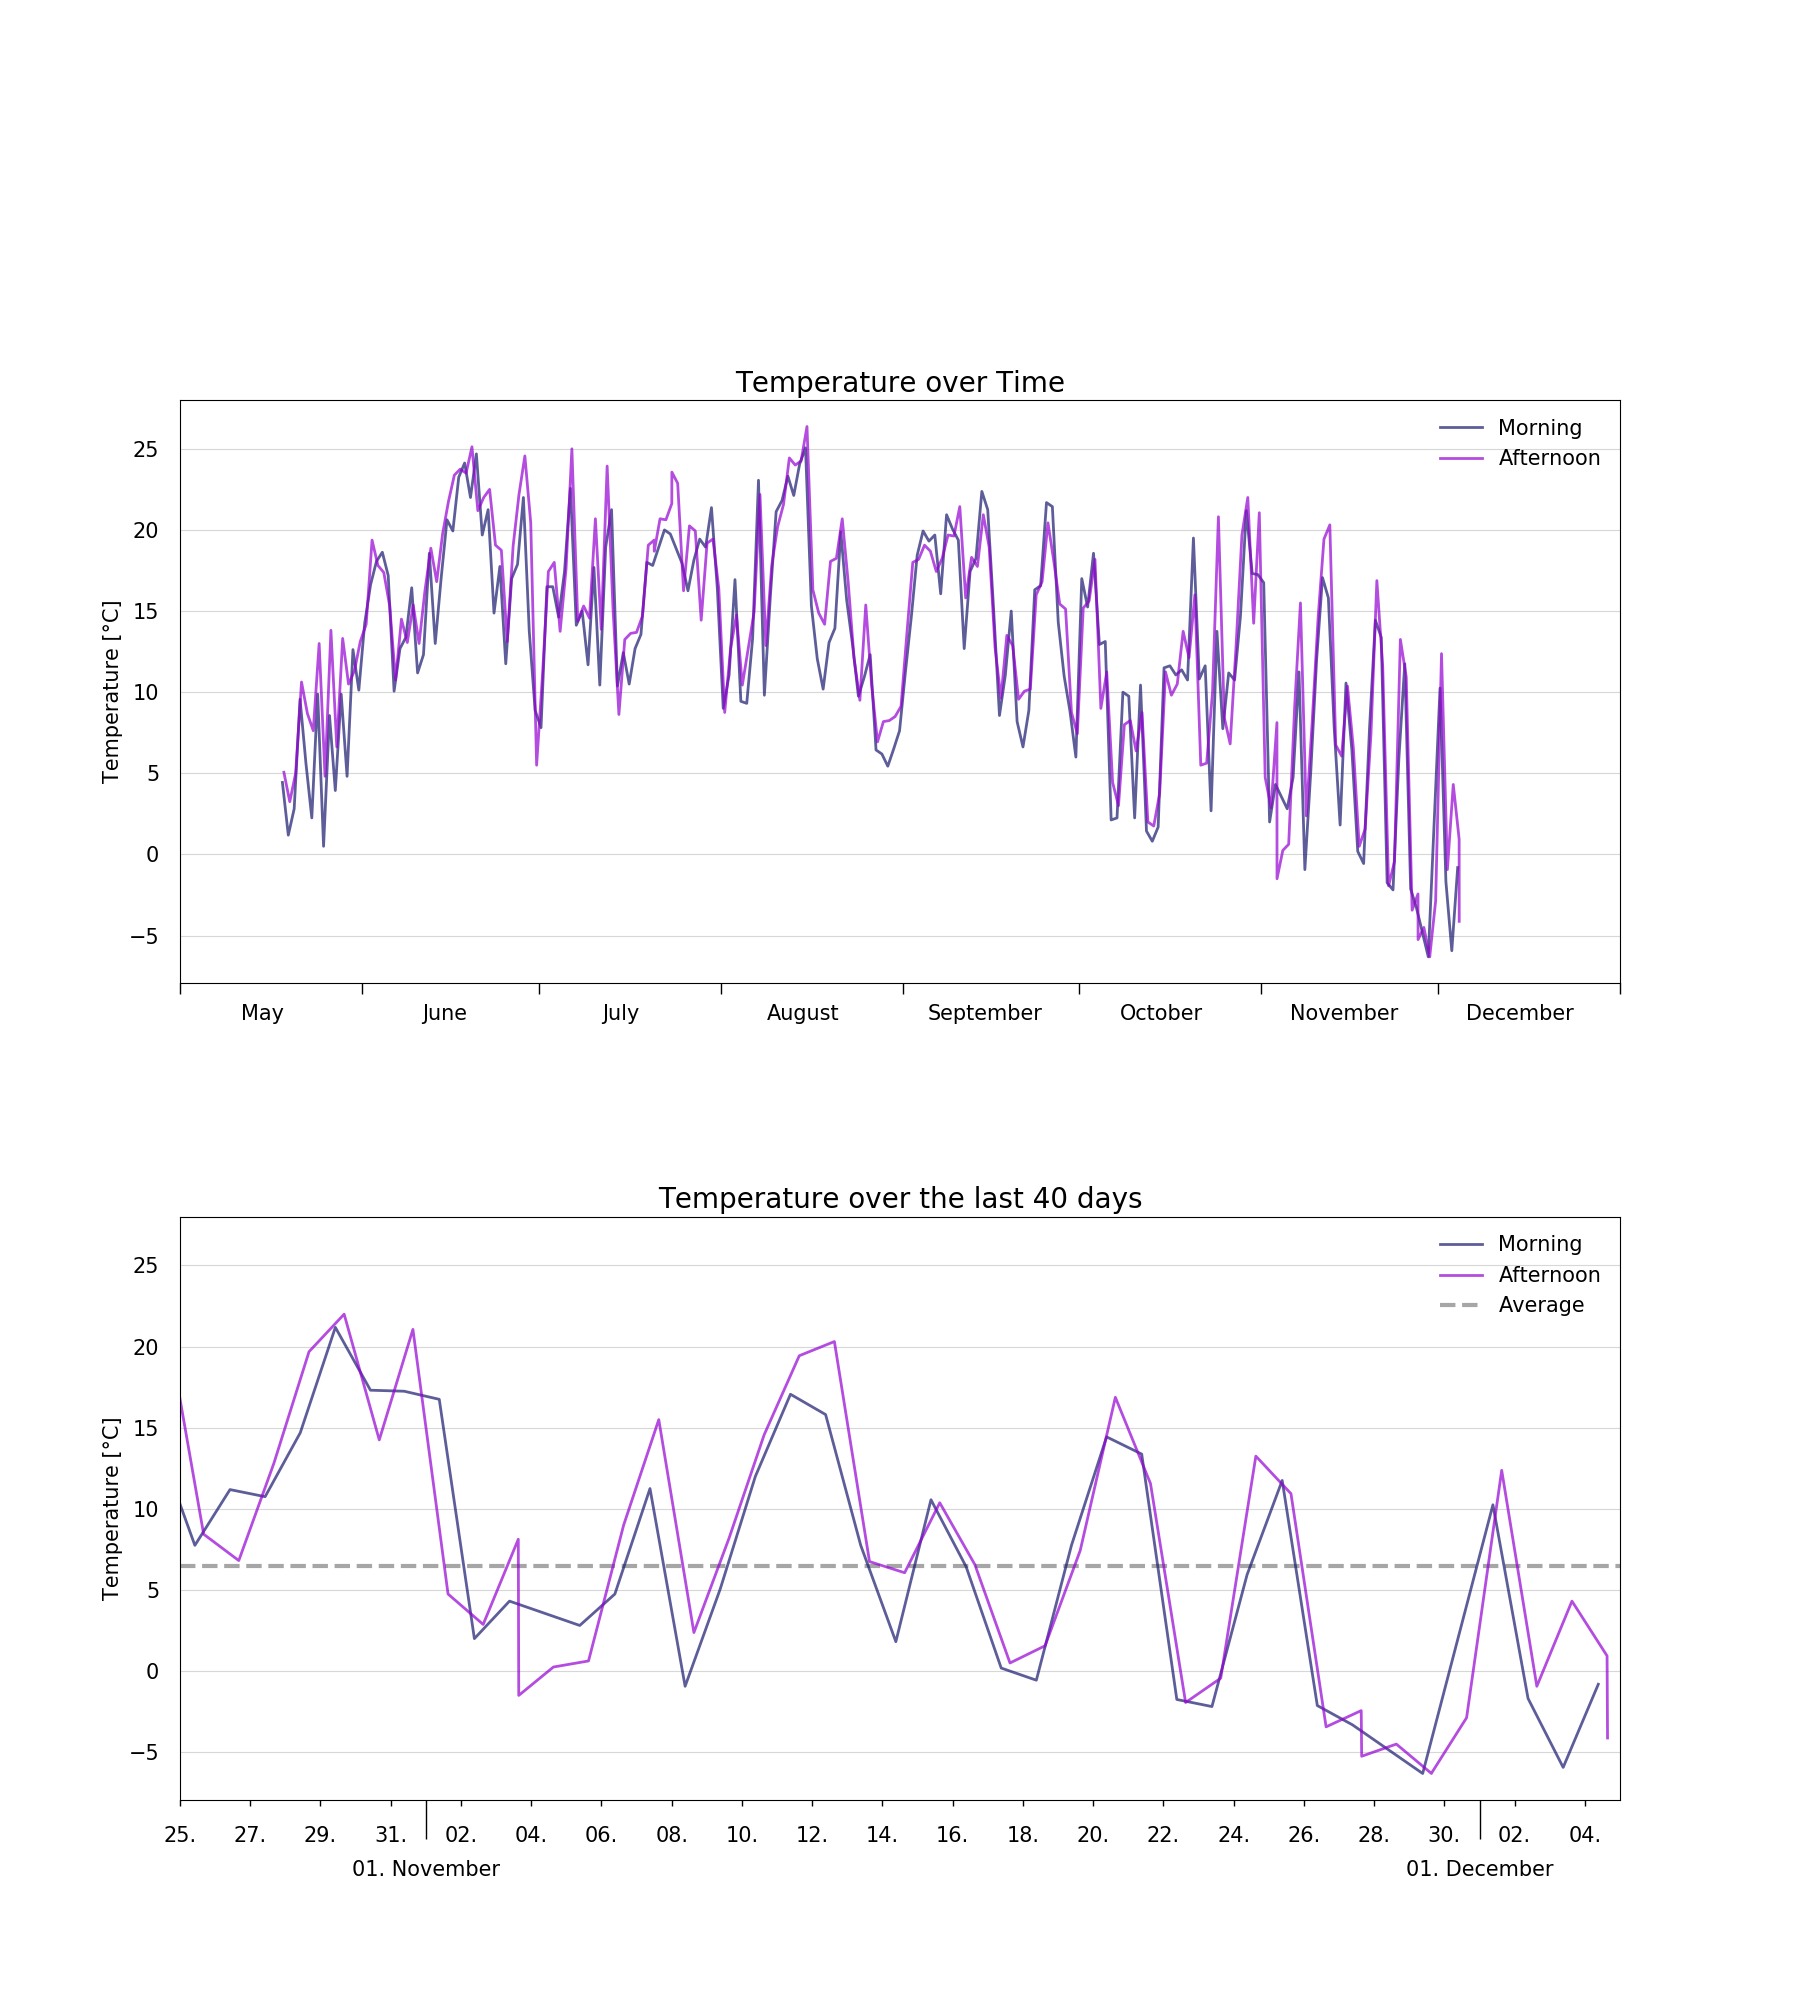 Temperature over Time
Temperature [°C]
25
20
15
10
5
0
−5
Morning
Afternoon
May June July August September October November December
Temperature over the last 40 days
Temperature [°C]
25
20
15
10
5
0
−5
Morning
Afternoon
Average
25. 27. 29. 31. 02. 04. 06. 08. 10. 12. 14. 16. 18. 20. 22. 24. 26. 28. 30. 02. 04.
01. November 01. December